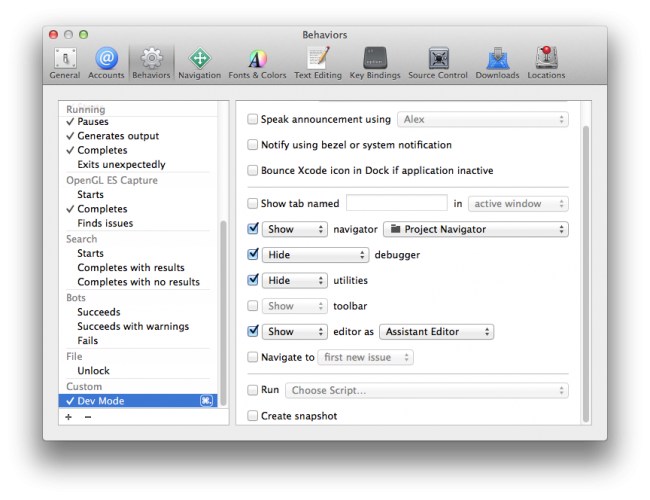 Behaviors
General Accounts Behaviors Navigation Fonts & Colors Text Editing Key Bindings Source Control Downloads Locations
Running
✓ Pauses
✓ Generates output
✓ Completes
Exits unexpectedly
OpenGL ES Capture
Starts
✓ Completes
Finds issues
Search
Starts
Completes with results
Completes with no results
Bots
Succeeds
Succeeds with warnings
Fails
File
Unlock
Custom
✓ Dev Mode
+ −
Speak announcement using Alex
Notify using bezel or system notification
Bounce Xcode icon in Dock if application inactive
Show tab named in active window
Show navigator Project Navigator
Hide debugger
Hide utilities
Show toolbar
Show editor as Assistant Editor
Navigate to first new issue
Run Choose Script...
Create snapshot